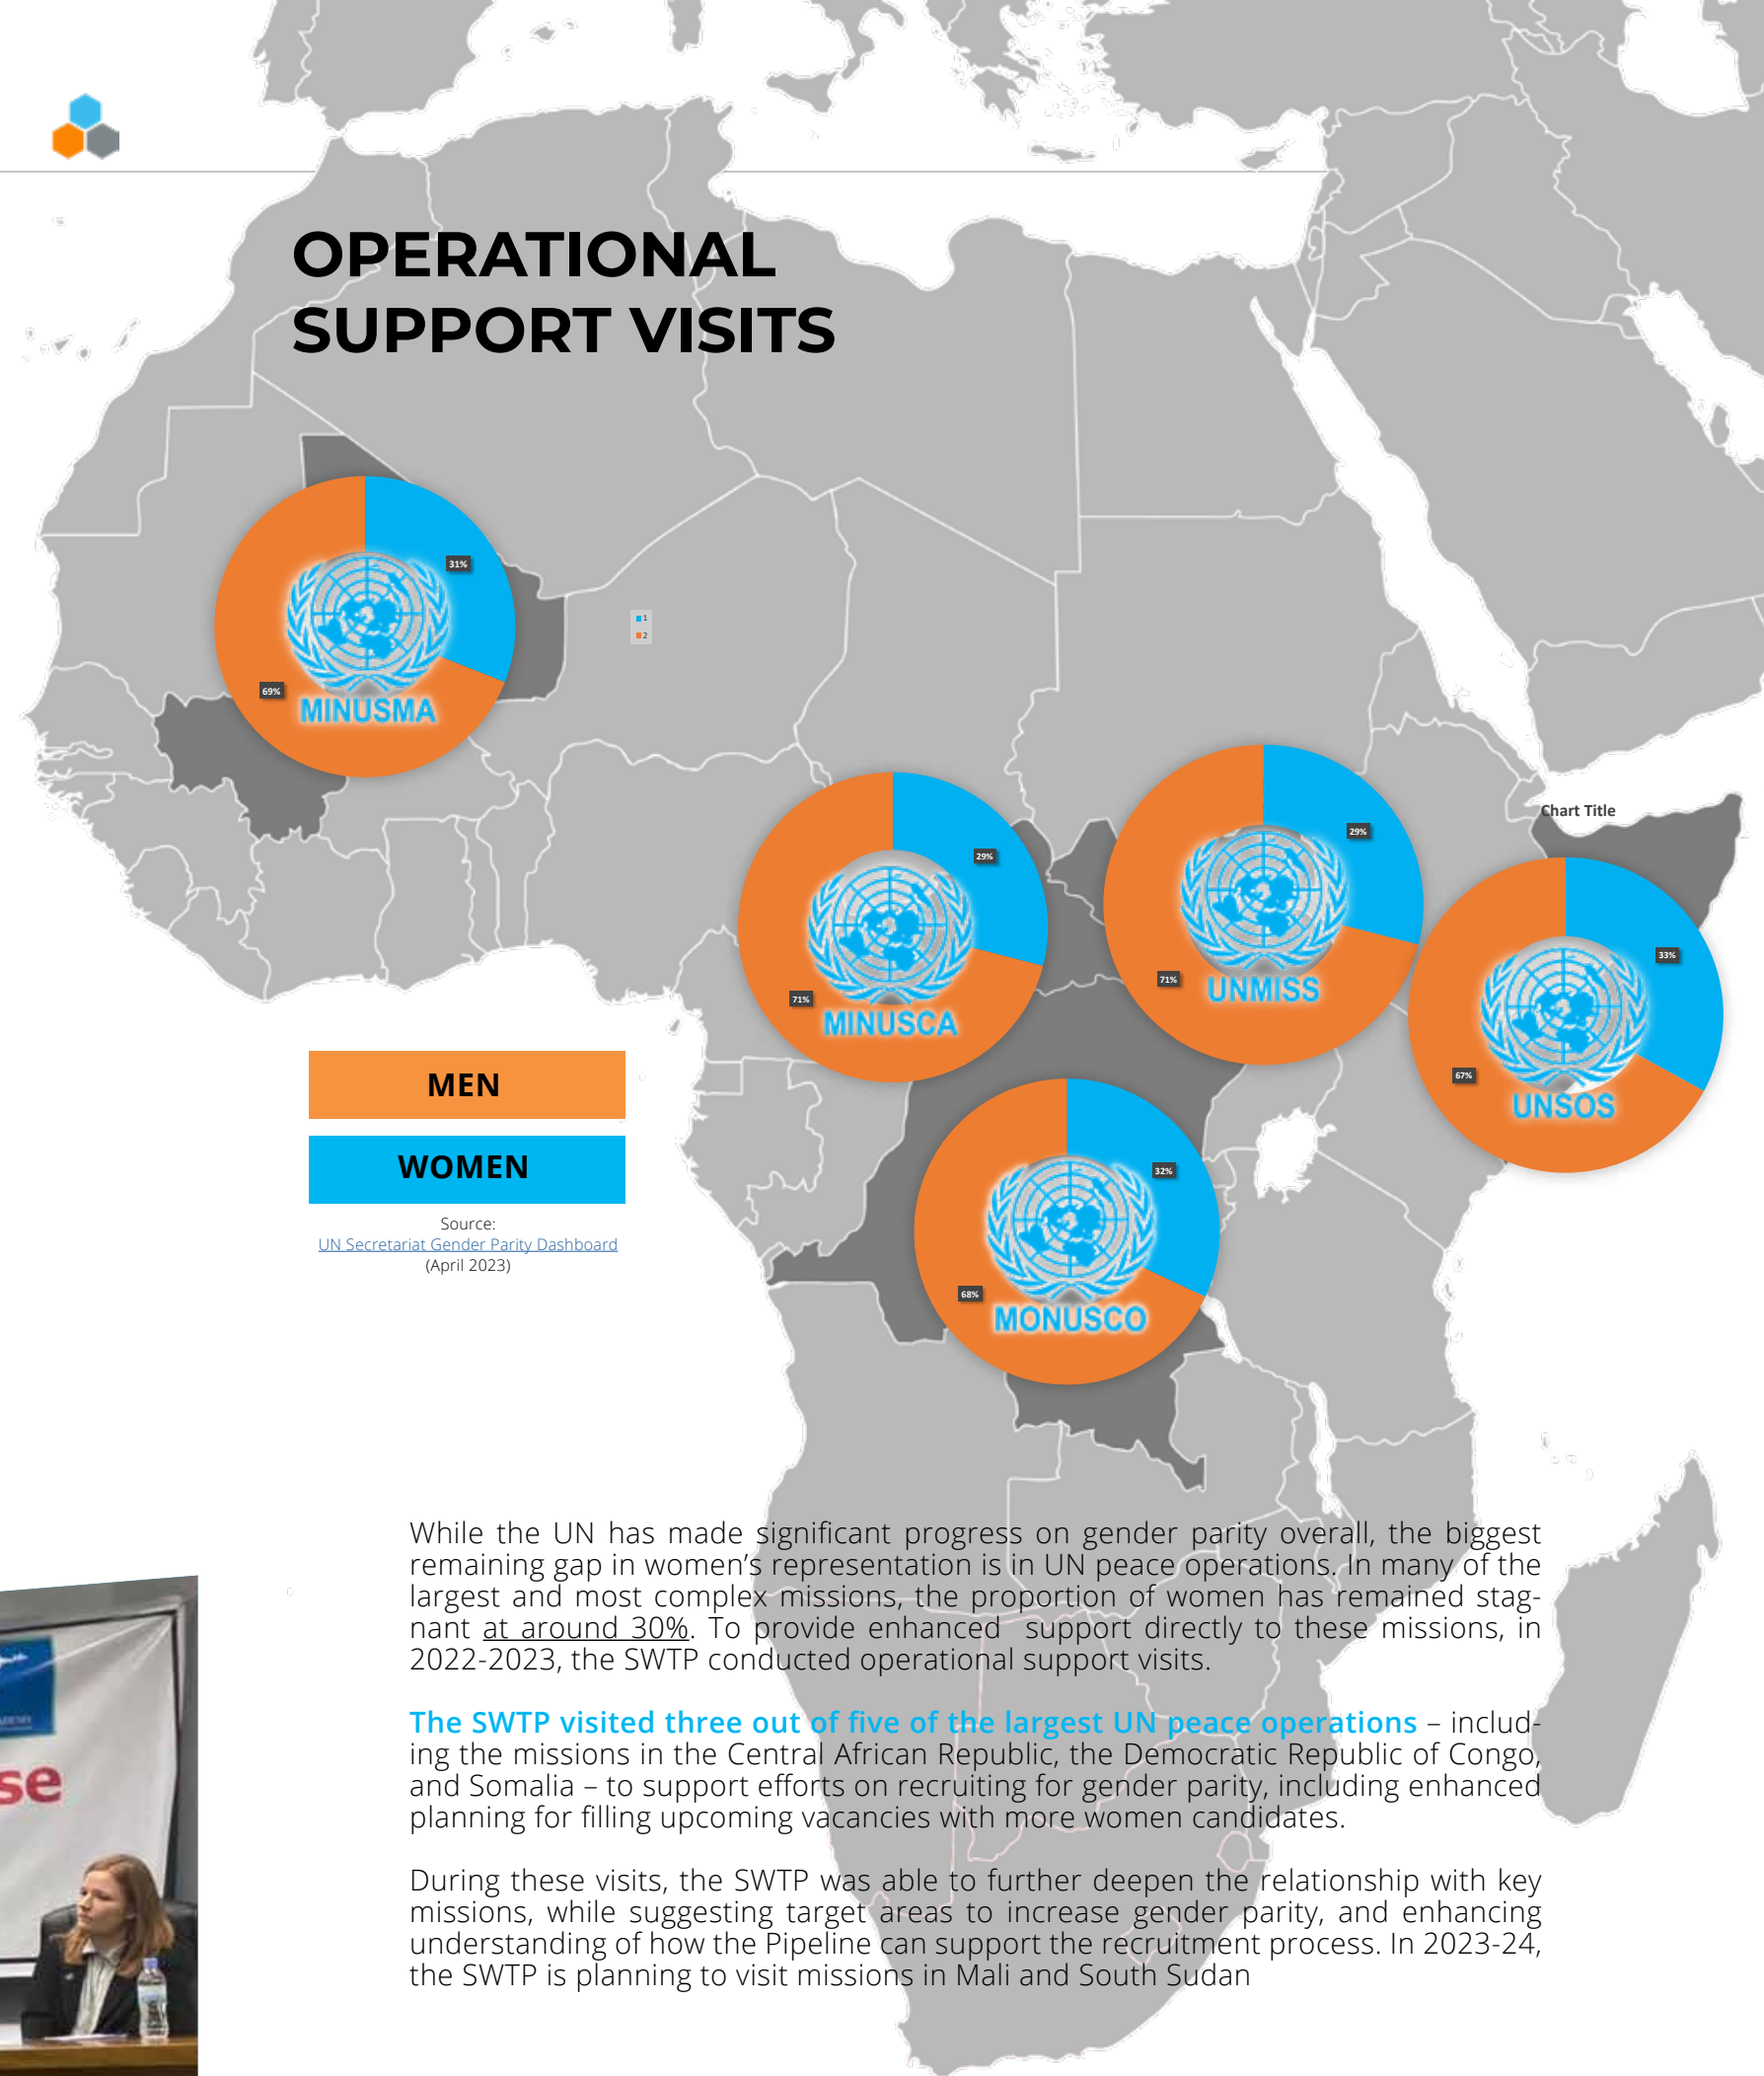 OPERATIONAL
SUPPORT VISITS
31%
69%
MINUSMA
1
2
29%
71%
MINUSCA
29%
71%
UNMISS
Chart Title
33%
67%
UNSOS
32%
68%
MONUSCO
MEN
WOMEN
Source:
UN Secretariat Gender Parity Dashboard
(April 2023)
While the UN has made significant progress on gender parity overall, the biggest
remaining gap in women’s representation is in UN peace operations. In many of the
largest and most complex missions, the proportion of women has remained stag-
nant at around 30%. To provide enhanced support directly to these missions, in
2022-2023, the SWTP conducted operational support visits.
The SWTP visited three out of five of the largest UN peace operations – includ-
ing the missions in the Central African Republic, the Democratic Republic of Congo,
and Somalia – to support efforts on recruiting for gender parity, including enhanced
planning for filling upcoming vacancies with more women candidates.
During these visits, the SWTP was able to further deepen the relationship with key
missions, while suggesting target areas to increase gender parity, and enhancing
understanding of how the Pipeline can support the recruitment process. In 2023-24,
the SWTP is planning to visit missions in Mali and South Sudan
se